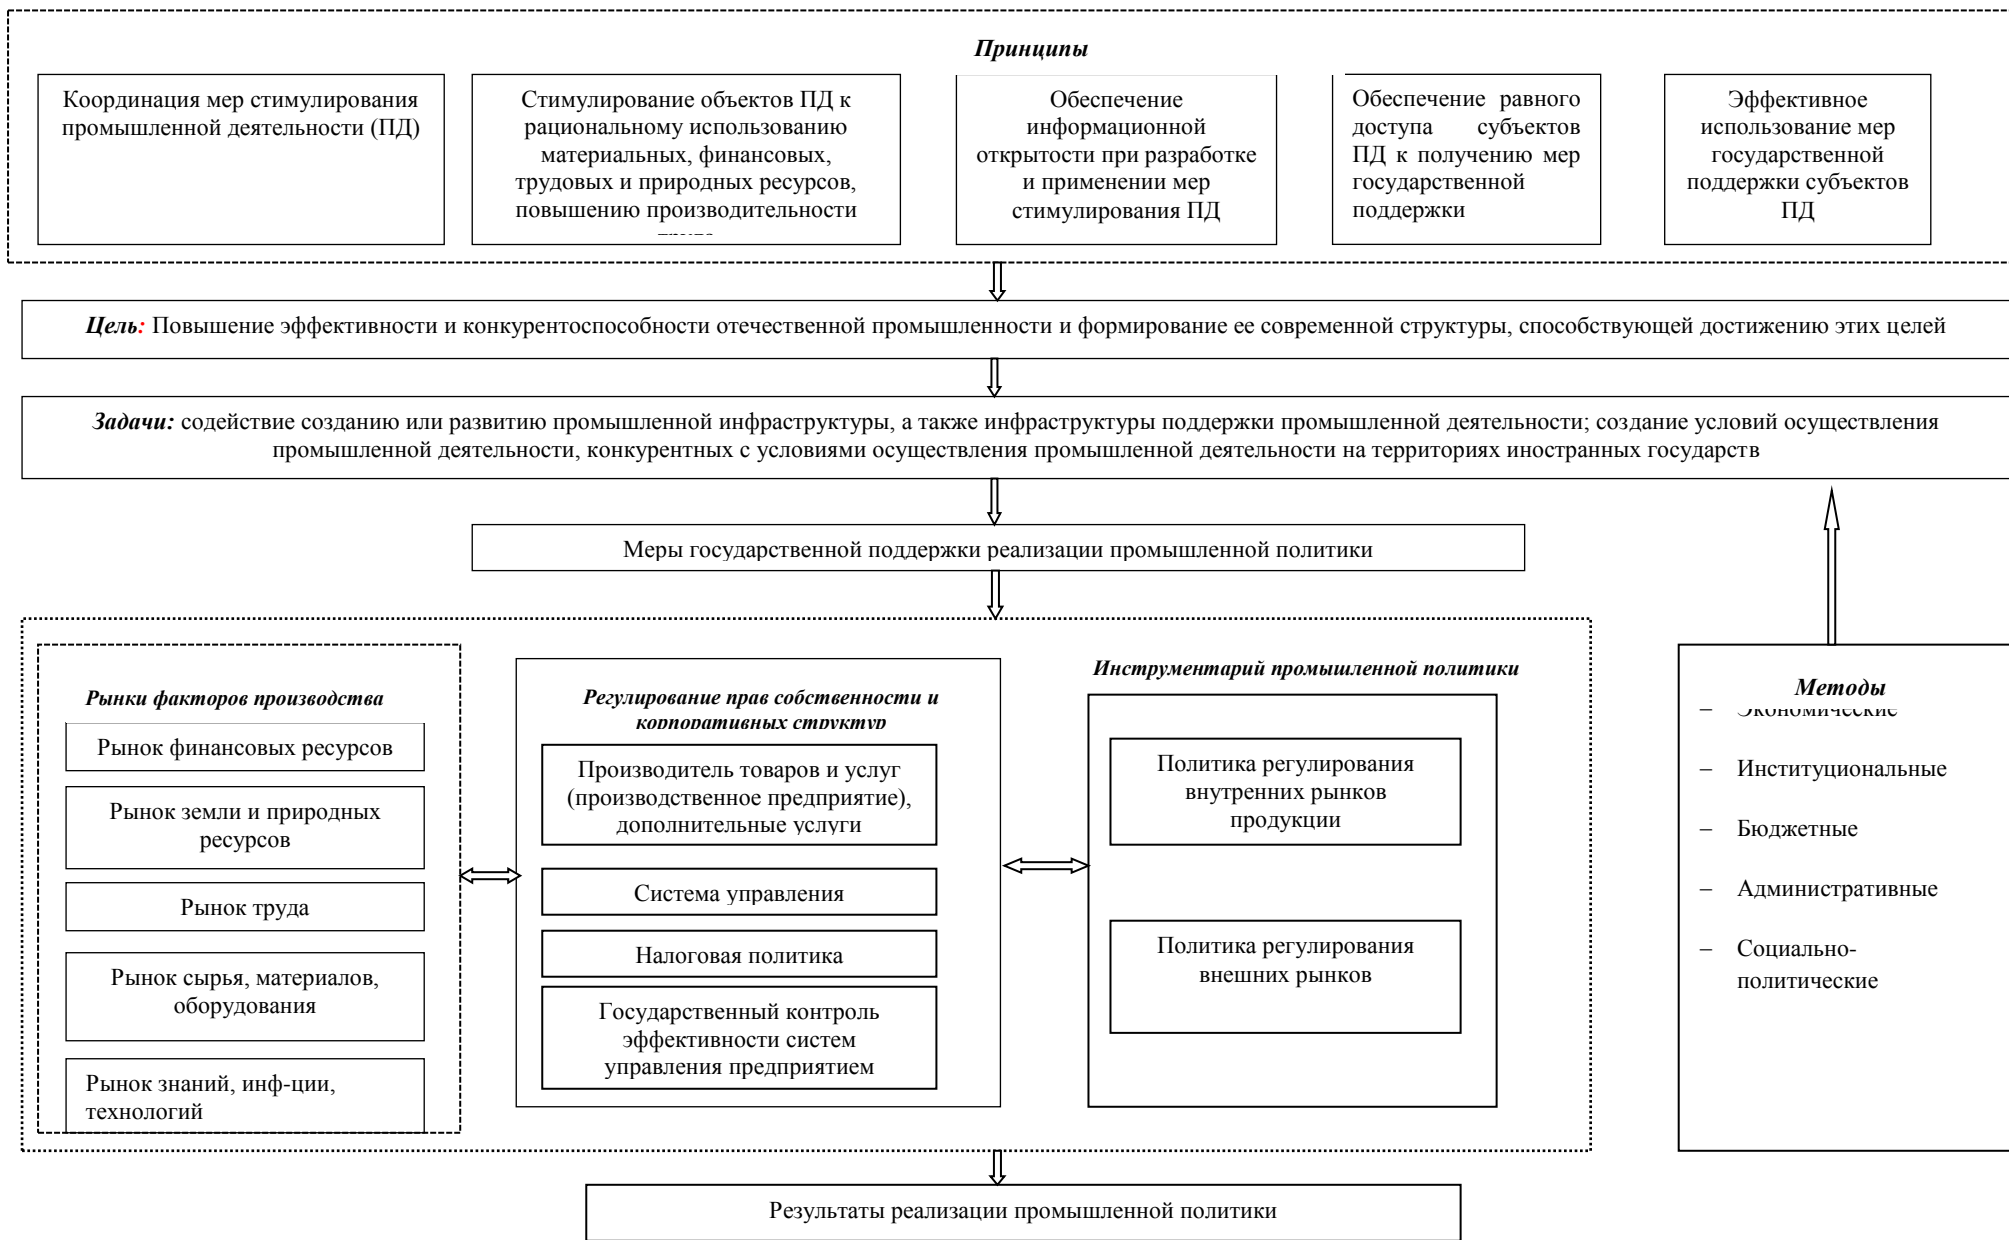 Принципы
Координация мер стимулирования
промышленной деятельности (ПД)
Стимулирование объектов ПД к
рациональному использованию
материальных, финансовых,
трудовых и природных ресурсов,
повышению производительности
Обеспечение
информационной
открытости при разработке
и применении мер
стимулирования ПД
Обеспечение равного
доступа субъектов
ПД к получению мер
государственной
поддержки
Эффективное
использование мер
государственной
поддержки субъектов
ПД
Цель: Повышение эффективности и конкурентоспособности отечественной промышленности и формирование ее современной структуры, способствующей достижению этих целей
Задачи: содействие созданию или развитию промышленной инфраструктуры, а также инфраструктуры поддержки промышленной деятельности; создание условий осуществления
промышленной деятельности, конкурентных с условиями осуществления промышленной деятельности на территориях иностранных государств
Меры государственной поддержки реализации промышленной политики
Рынки факторов производства
Рынок финансовых ресурсов
Рынок земли и природных
ресурсов
Рынок труда
Рынок сырья, материалов,
оборудования
Рынок знаний, инф-ции,
технологий
Регулирование прав собственности и
корпоративных структур
Производитель товаров и услуг
(производственное предприятие),
дополнительные услуги
Система управления
Налоговая политика
Государственный контроль
эффективности систем
управления предприятием
Инструментарий промышленной политики
Политика регулирования
внутренних рынков
продукции
Политика регулирования
внешних рынков
Методы
– Экономические
– Институциональные
– Бюджетные
– Административные
– Социально-
политические
Результаты реализации промышленной политики